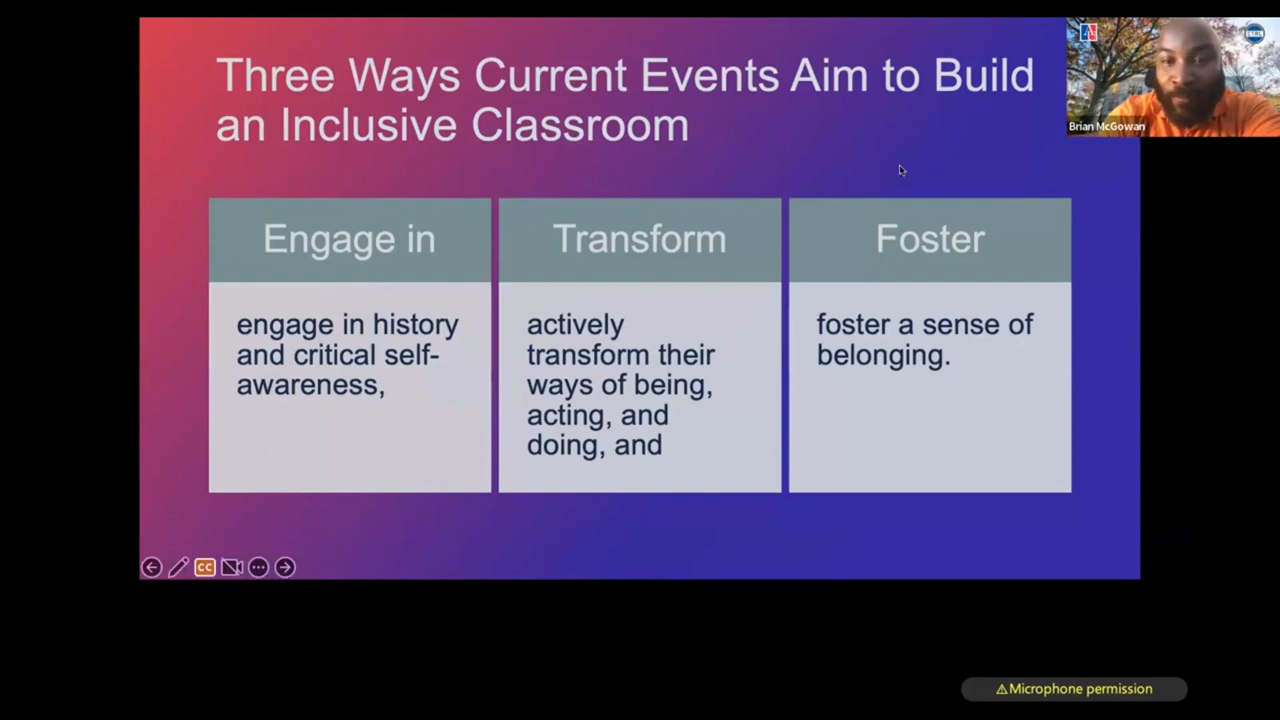 Three Ways Current Events Aim to Build
an Inclusive Classroom
Brian McGowan
Engage in
engage in history
and critical self-
awareness,
Transform
actively
transform their
ways of being,
acting, and
doing, and
Foster
foster a sense of
belonging.
CC
⚠Microphone permission